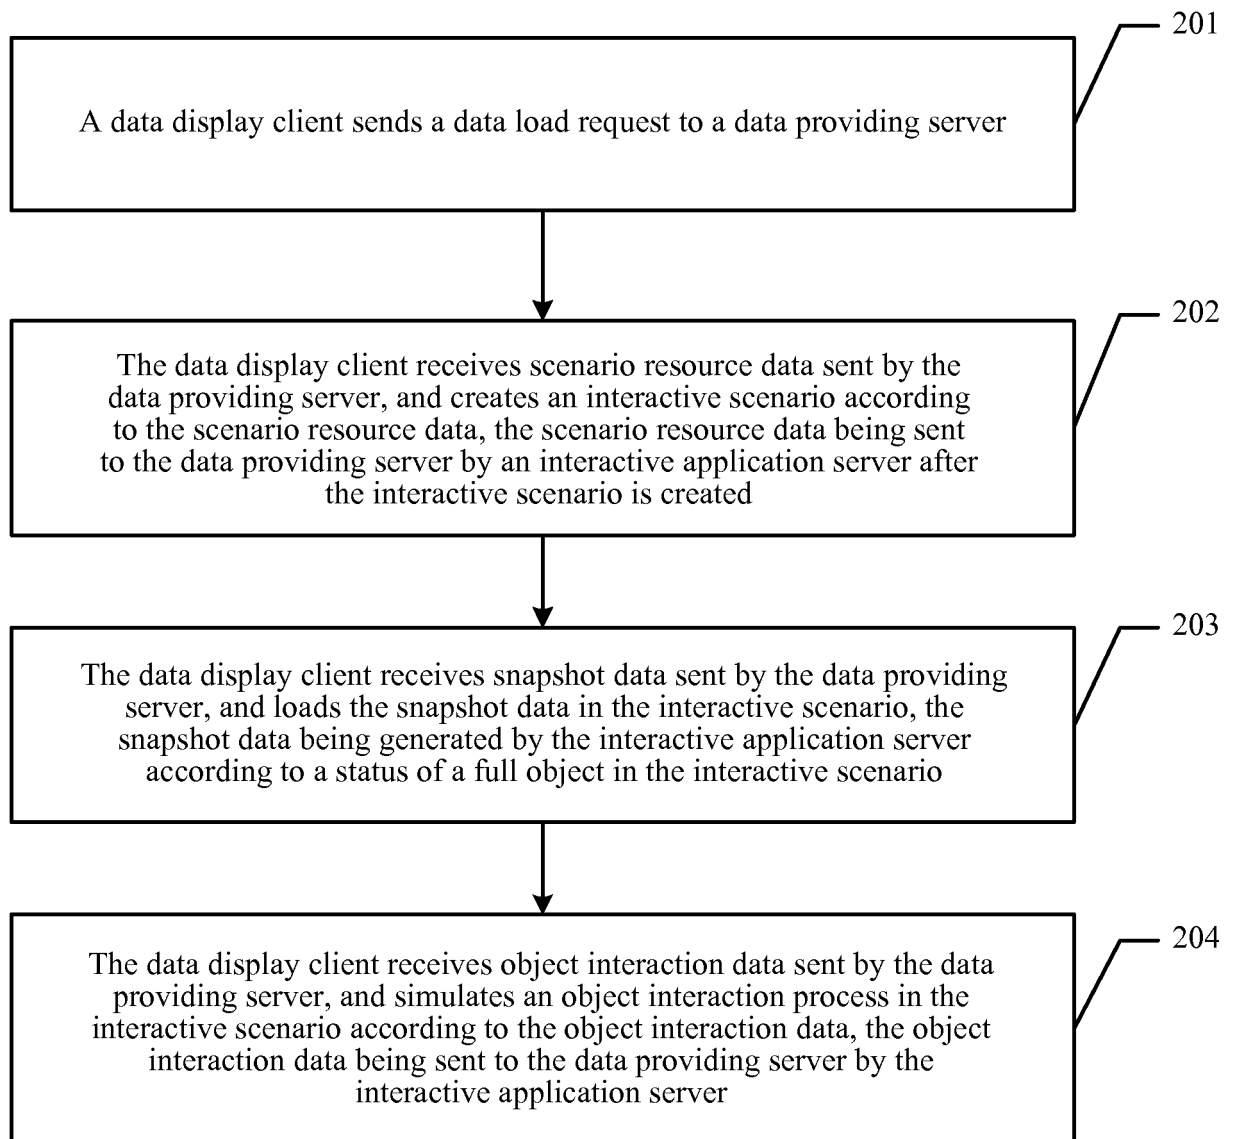 201
A data display client sends a data load request to a data providing server
202
The data display client receives scenario resource data sent by the
data providing server, and creates an interactive scenario according
to the scenario resource data, the scenario resource data being sent
to the data providing server by an interactive application server after
the interactive scenario is created
203
The data display client receives snapshot data sent by the data providing
server, and loads the snapshot data in the interactive scenario, the
snapshot data being generated by the interactive application server
according to a status of a full object in the interactive scenario
204
The data display client receives object interaction data sent by the data
providing server, and simulates an object interaction process in the
interactive scenario according to the object interaction data, the object
interaction data being sent to the data providing server by the
interactive application server